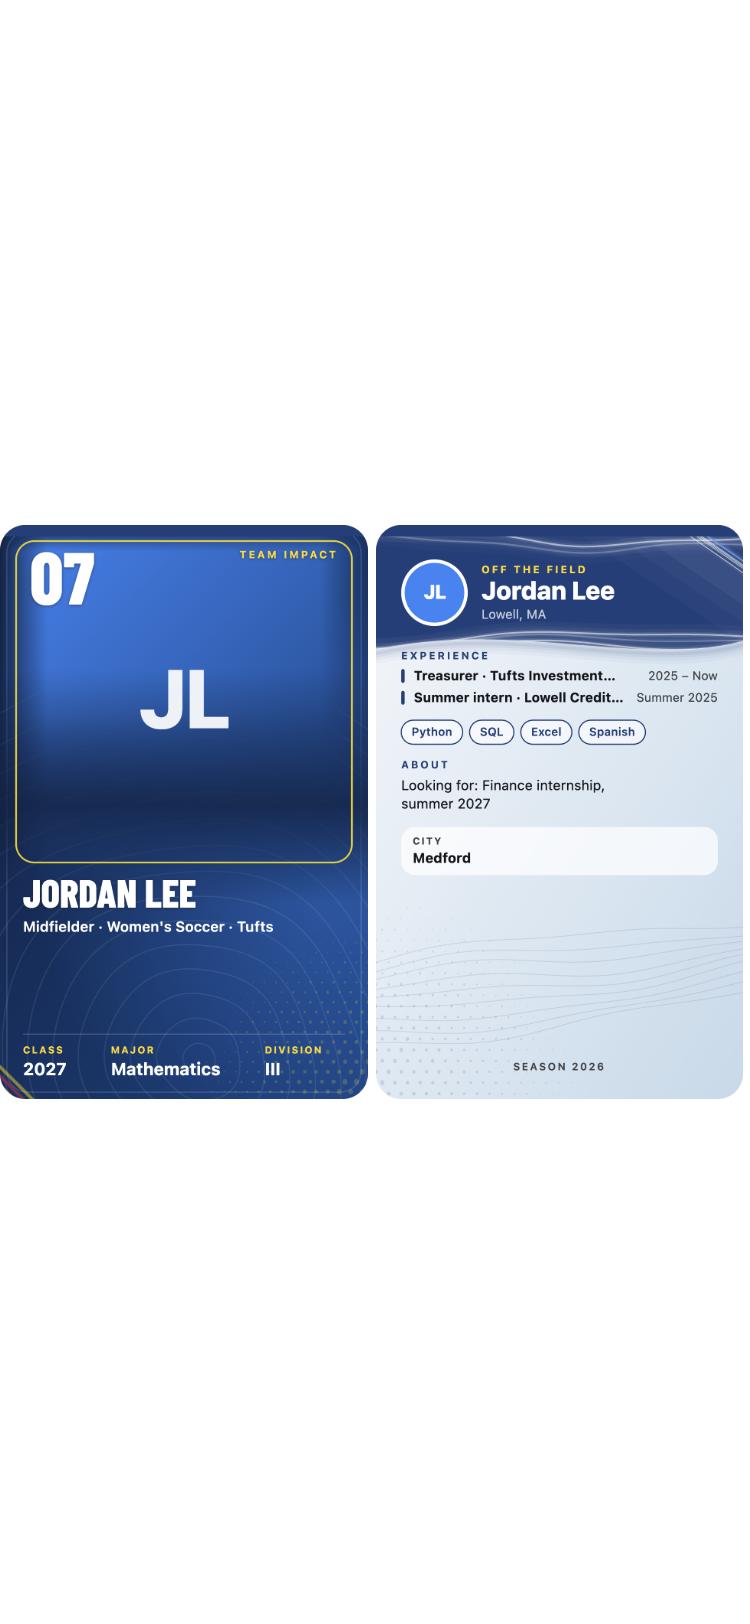 07
TEAM IMPACT
JL
JORDAN LEE
Midfielder · Women's Soccer · Tufts
CLASS
2027
MAJOR
Mathematics
DIVISION
III
JL
OFF THE FIELD
Jordan Lee
Lowell, MA
EXPERIENCE
Treasurer · Tufts Investment... 2025 – Now
Summer intern · Lowell Credit... Summer 2025
Python SQL Excel Spanish
ABOUT
Looking for: Finance internship,
summer 2027
CITY
Medford
SEASON 2026